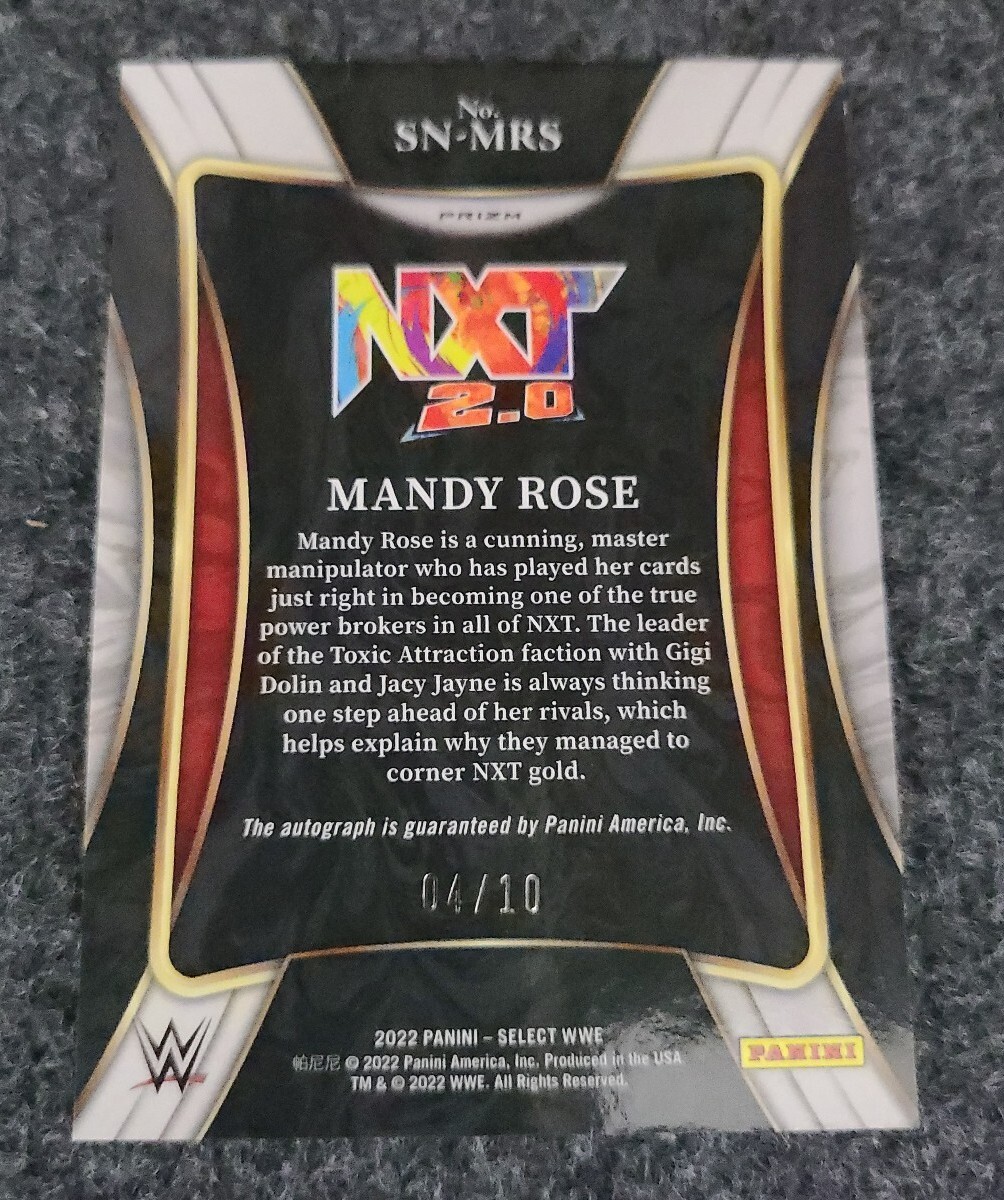 No.
SN-MRS
PRIZM
NXT
2.0
MANDY ROSE
Mandy Rose is a cunning, master
manipulator who has played her cards
just right in becoming one of the true
power brokers in all of NXT. The leader
of the Toxic Attraction faction with Gigi
Dolin and Jacy Jayne is always thinking
one step ahead of her rivals, which
helps explain why they managed to
corner NXT gold.
The autograph is guaranteed by Panini America, Inc.
04/10
2022 PANINI – SELECT WWE
帕尼尼 © 2022 Panini America, Inc. Produced in the USA
TM & © 2022 WWE. All Rights Reserved.
W
PANINI